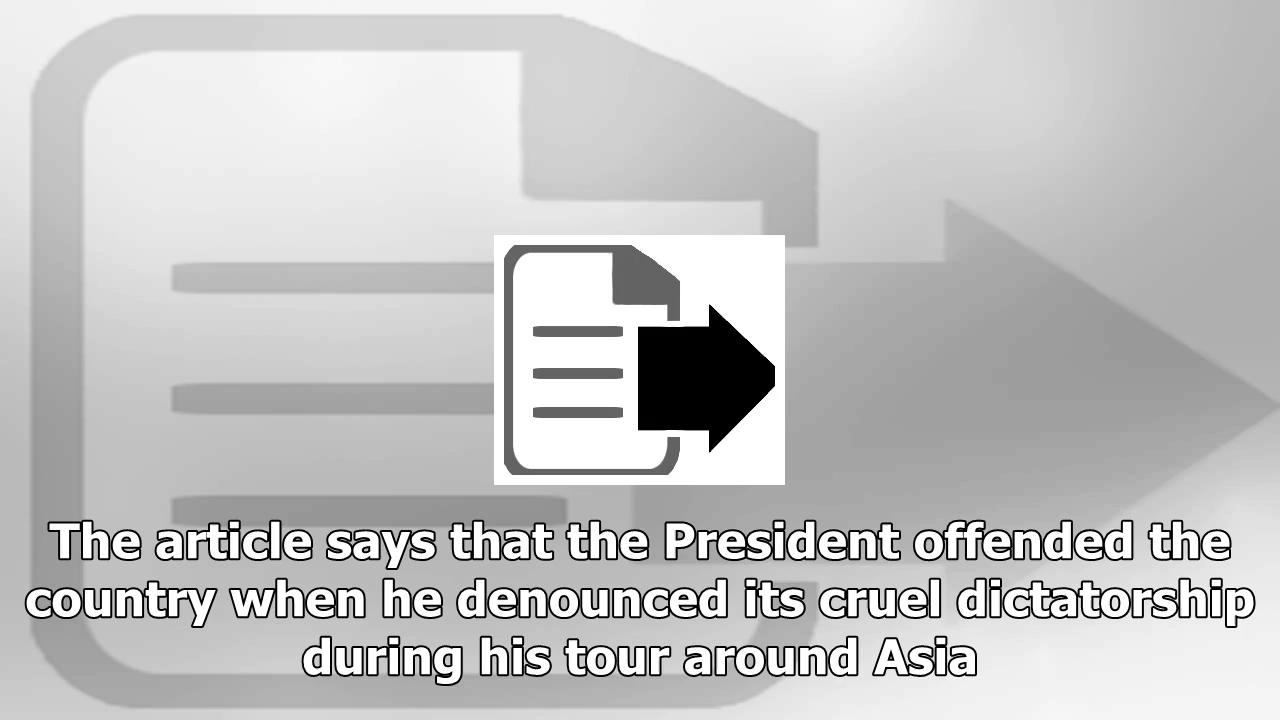 The article says that the President offended the
country when he denounced its cruel dictatorship
during his tour around Asia